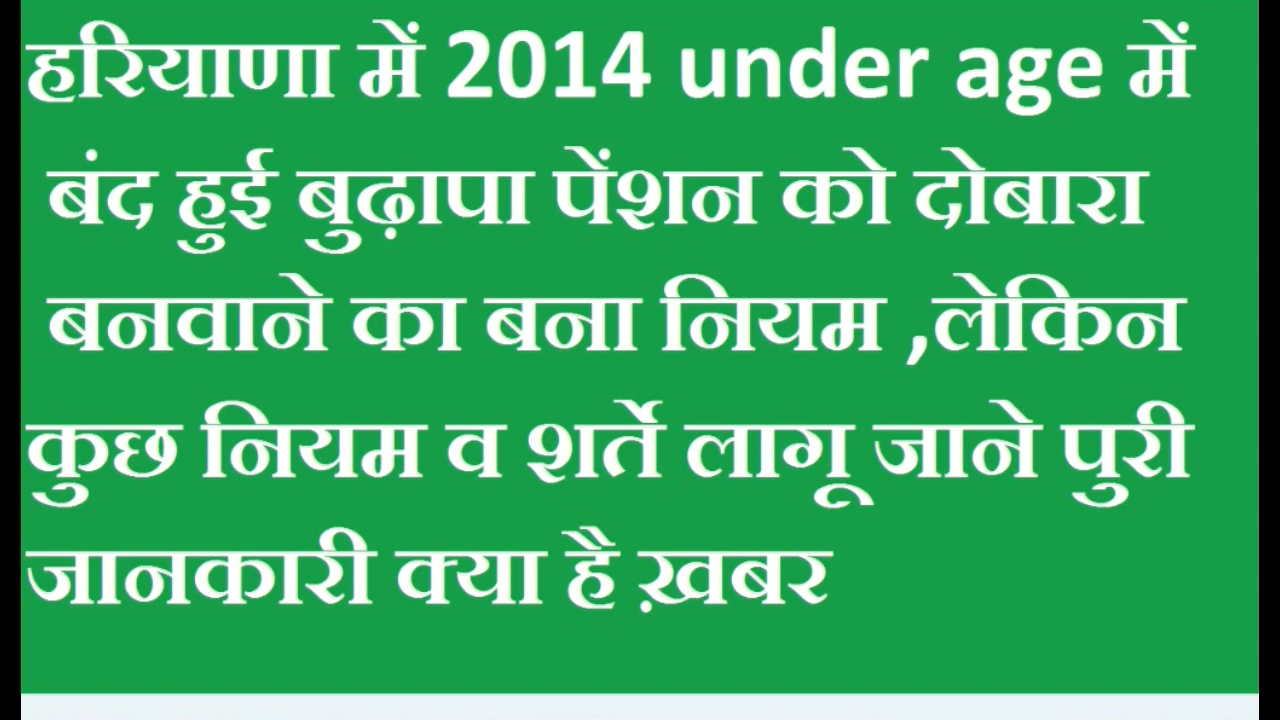 हरियाणा में 2014 under age में
बंद हुई बुढ़ापा पेंशन को दोबारा
बनवाने का बना नियम ,लेकिन
कुछ नियम व शर्ते लागू जाने पुरी
जानकारी क्या है ख़बर